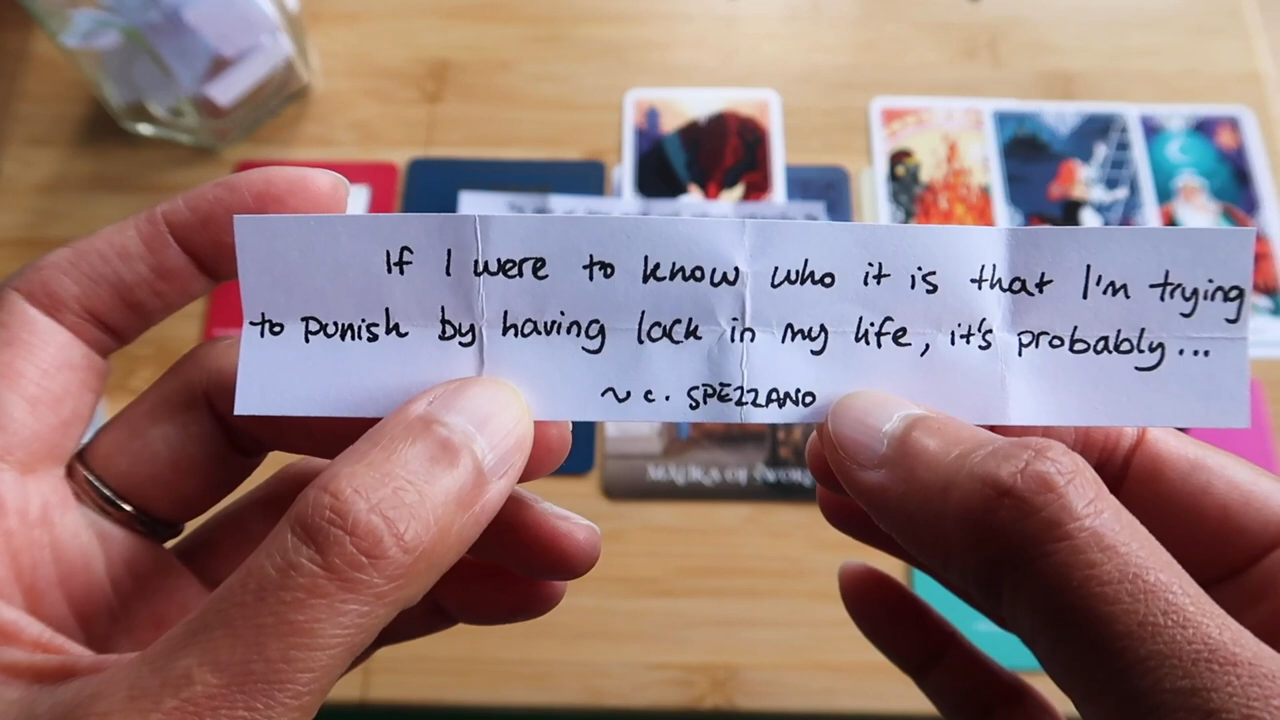 If I were to know who it is that I'm trying
to punish by having lack in my life, it's probably...
~ c. SPEZZANO